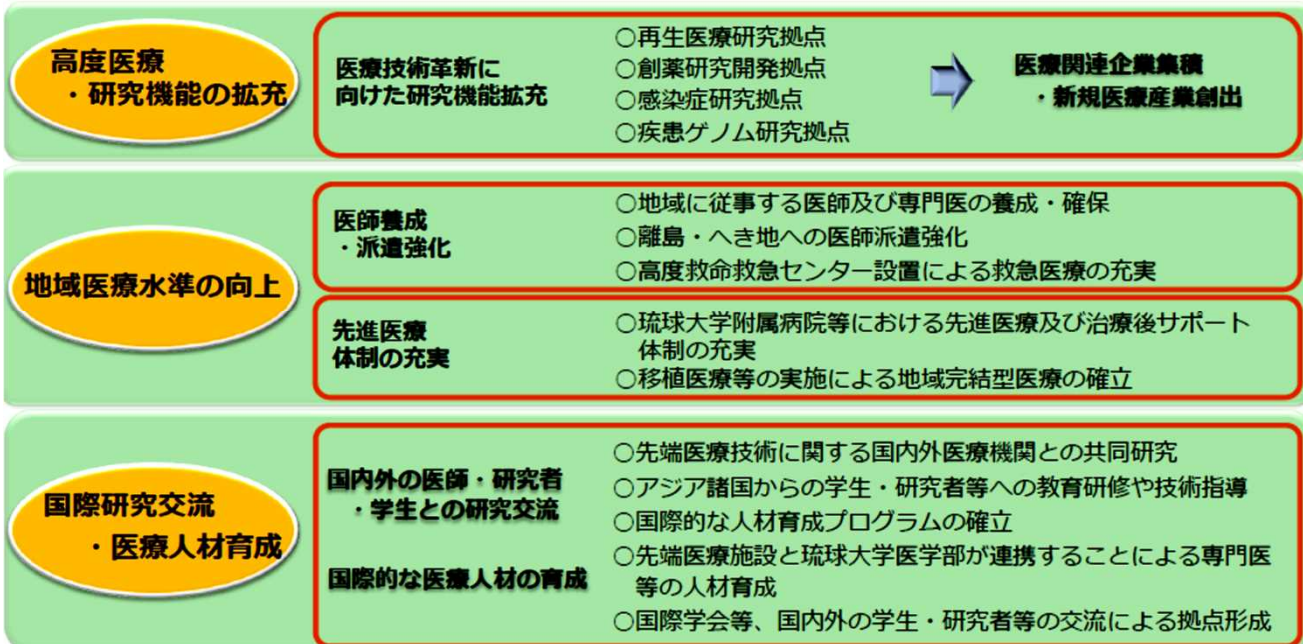 高度医療
・研究機能の拡充
医療技術革新に
向けた研究機能拡充
○再生医療研究拠点
○創薬研究開発拠点
○感染症研究拠点
○疾患ゲノム研究拠点
医療関連企業集積
・新規医療産業創出
地域医療水準の向上
医師養成
・派遣強化
○地域に従事する医師及び専門医の養成・確保
○離島・へき地への医師派遣強化
○高度救命救急センター設置による救急医療の充実
先進医療
体制の充実
○琉球大学附属病院等における先進医療及び治療後サポート
体制の充実
○移植医療等の実施による地域完結型医療の確立
国際研究交流
・医療人材育成
国内外の医師・研究者
・学生との研究交流
国際的な医療人材の育成
○先端医療技術に関する国内外医療機関との共同研究
○アジア諸国からの学生・研究者等への教育研修や技術指導
○国際的な人材育成プログラムの確立
○先端医療施設と琉球大学医学部が連携することによる専門医
等の人材育成
○国際学会等、国内外の学生・研究者等の交流による拠点形成